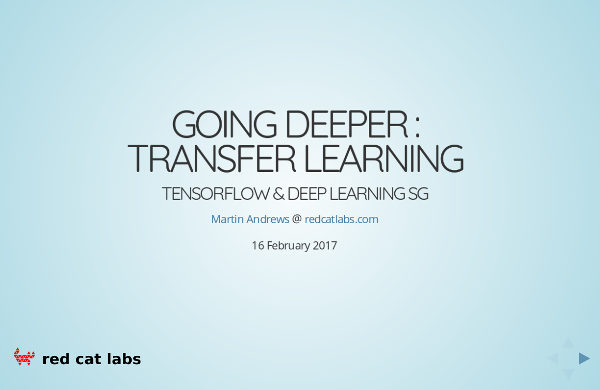 GOING DEEPER :
TRANSFER LEARNING
TENSORFLOW & DEEP LEARNING SG
Martin Andrews @ redcatlabs.com
16 February 2017
red cat labs